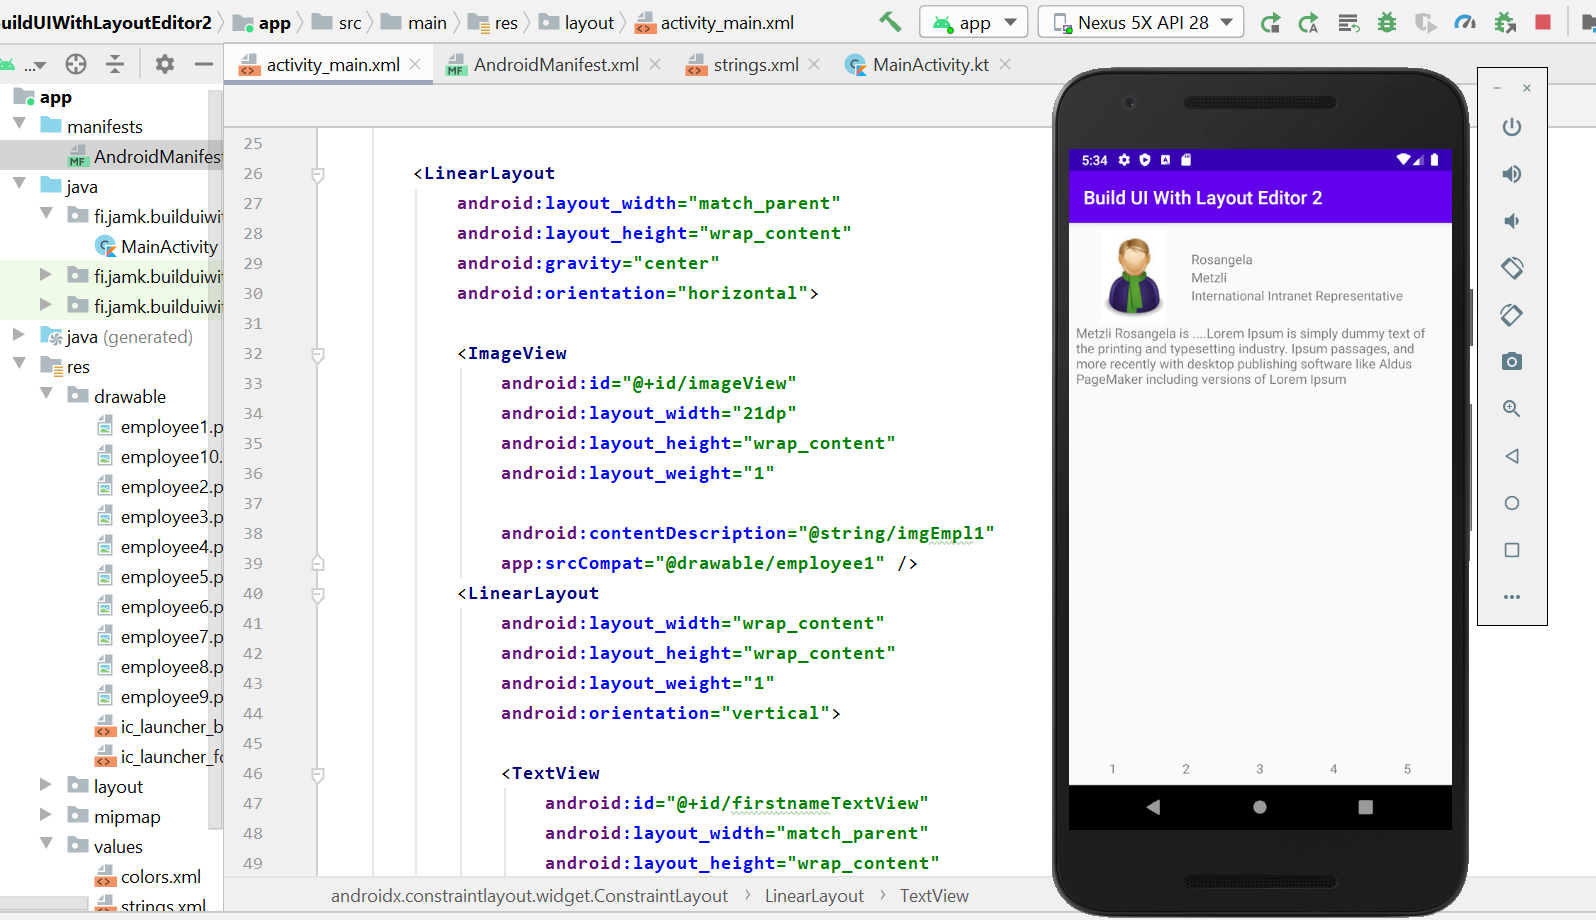 buildUIWithLayoutEditor2 app src main res layout activity_main.xml app Nexus 5X API 28
... activity_main.xml AndroidManifest.xml strings.xml MainActivity.kt
app
manifests
AndroidManifest
java
fi.jamk.builduiwi
MainActivity
fi.jamk.builduiwi
fi.jamk.builduiwi
java (generated)
res
drawable
employee1.p
employee10.
employee2.p
employee3.p
employee4.p
employee5.p
employee6.p
employee7.p
employee8.p
employee9.p
ic_launcher_b
ic_launcher_fo
layout
mipmap
values
colors.xml
strings.xml
25
26 <LinearLayout
27 android:layout_width="match_parent"
28 android:layout_height="wrap_content"
29 android:gravity="center"
30 android:orientation="horizontal">
31
32 <ImageView
33 android:id="@+id/imageView"
34 android:layout_width="21dp"
35 android:layout_height="wrap_content"
36 android:layout_weight="1"
37
38 android:contentDescription="@string/imgEmpl1"
39 app:srcCompat="@drawable/employee1" />
40 <LinearLayout
41 android:layout_width="wrap_content"
42 android:layout_height="wrap_content"
43 android:layout_weight="1"
44 android:orientation="vertical">
45
46 <TextView
47 android:id="@+id/firstnameTextView"
48 android:layout_width="match_parent"
49 android:layout_height="wrap_content"
androidx.constraintlayout.widget.ConstraintLayout LinearLayout TextView
5:34
Build UI With Layout Editor 2
Rosangela
Metzli
International Intranet Representative
Metzli Rosangela is ....Lorem Ipsum is simply dummy text of
the printing and typesetting industry. Ipsum passages, and
more recently with desktop publishing software like Aldus
PageMaker including versions of Lorem Ipsum
1 2 3 4 5